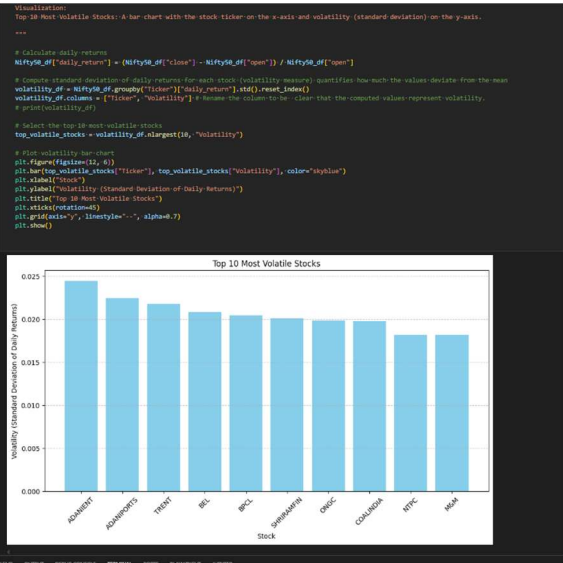 Visualization:
Top 10 Most Volatile Stocks: A bar chart with the stock ticker on the x-axis and volatility (standard deviation) on the y-axis.
"""
# Calculate daily returns
Nifty50_df["daily_return"] = (Nifty50_df["close"] - Nifty50_df["open"]) / Nifty50_df["open"]
# Compute standard deviation of daily returns for each stock (volatility measure) quantifies how much the values deviate from the mean
volatility_df = Nifty50_df.groupby("Ticker")["daily_return"].std().reset_index()
volatility_df.columns = ["Ticker", "Volatility"] # Rename the column to be clear that the computed values represent volatility.
# print(volatility_df)
# Select the top 10 most volatile stocks
top_volatile_stocks = volatility_df.nlargest(10, "Volatility")
# Plot volatility bar chart
plt.figure(figsize=(12, 6))
plt.bar(top_volatile_stocks["Ticker"], top_volatile_stocks["Volatility"], color="skyblue")
plt.xlabel("Stock")
plt.ylabel("Volatility (Standard Deviation of Daily Returns)")
plt.title("Top 10 Most Volatile Stocks")
plt.xticks(rotation=45)
plt.grid(axis="y", linestyle="--", alpha=0.7)
plt.show()
Top 10 Most Volatile Stocks
0.025
0.020
0.015
0.010
0.005
0.000
Volatility (Standard Deviation of Daily Returns)
ADANIENT
ADANIPORTS
TRENT
BEL
BPCL
SHRIRAMFIN
ONGC
COALINDIA
NTPC
M&M
Stock